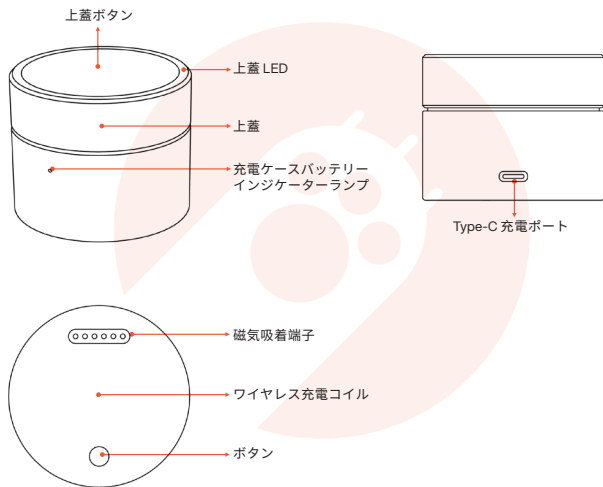 上蓋ボタン
上蓋 LED
上蓋
充電ケースバッテリー
インジケーターランプ
Type-C 充電ポート
磁気吸着端子
ワイヤレス充電コイル
ボタン